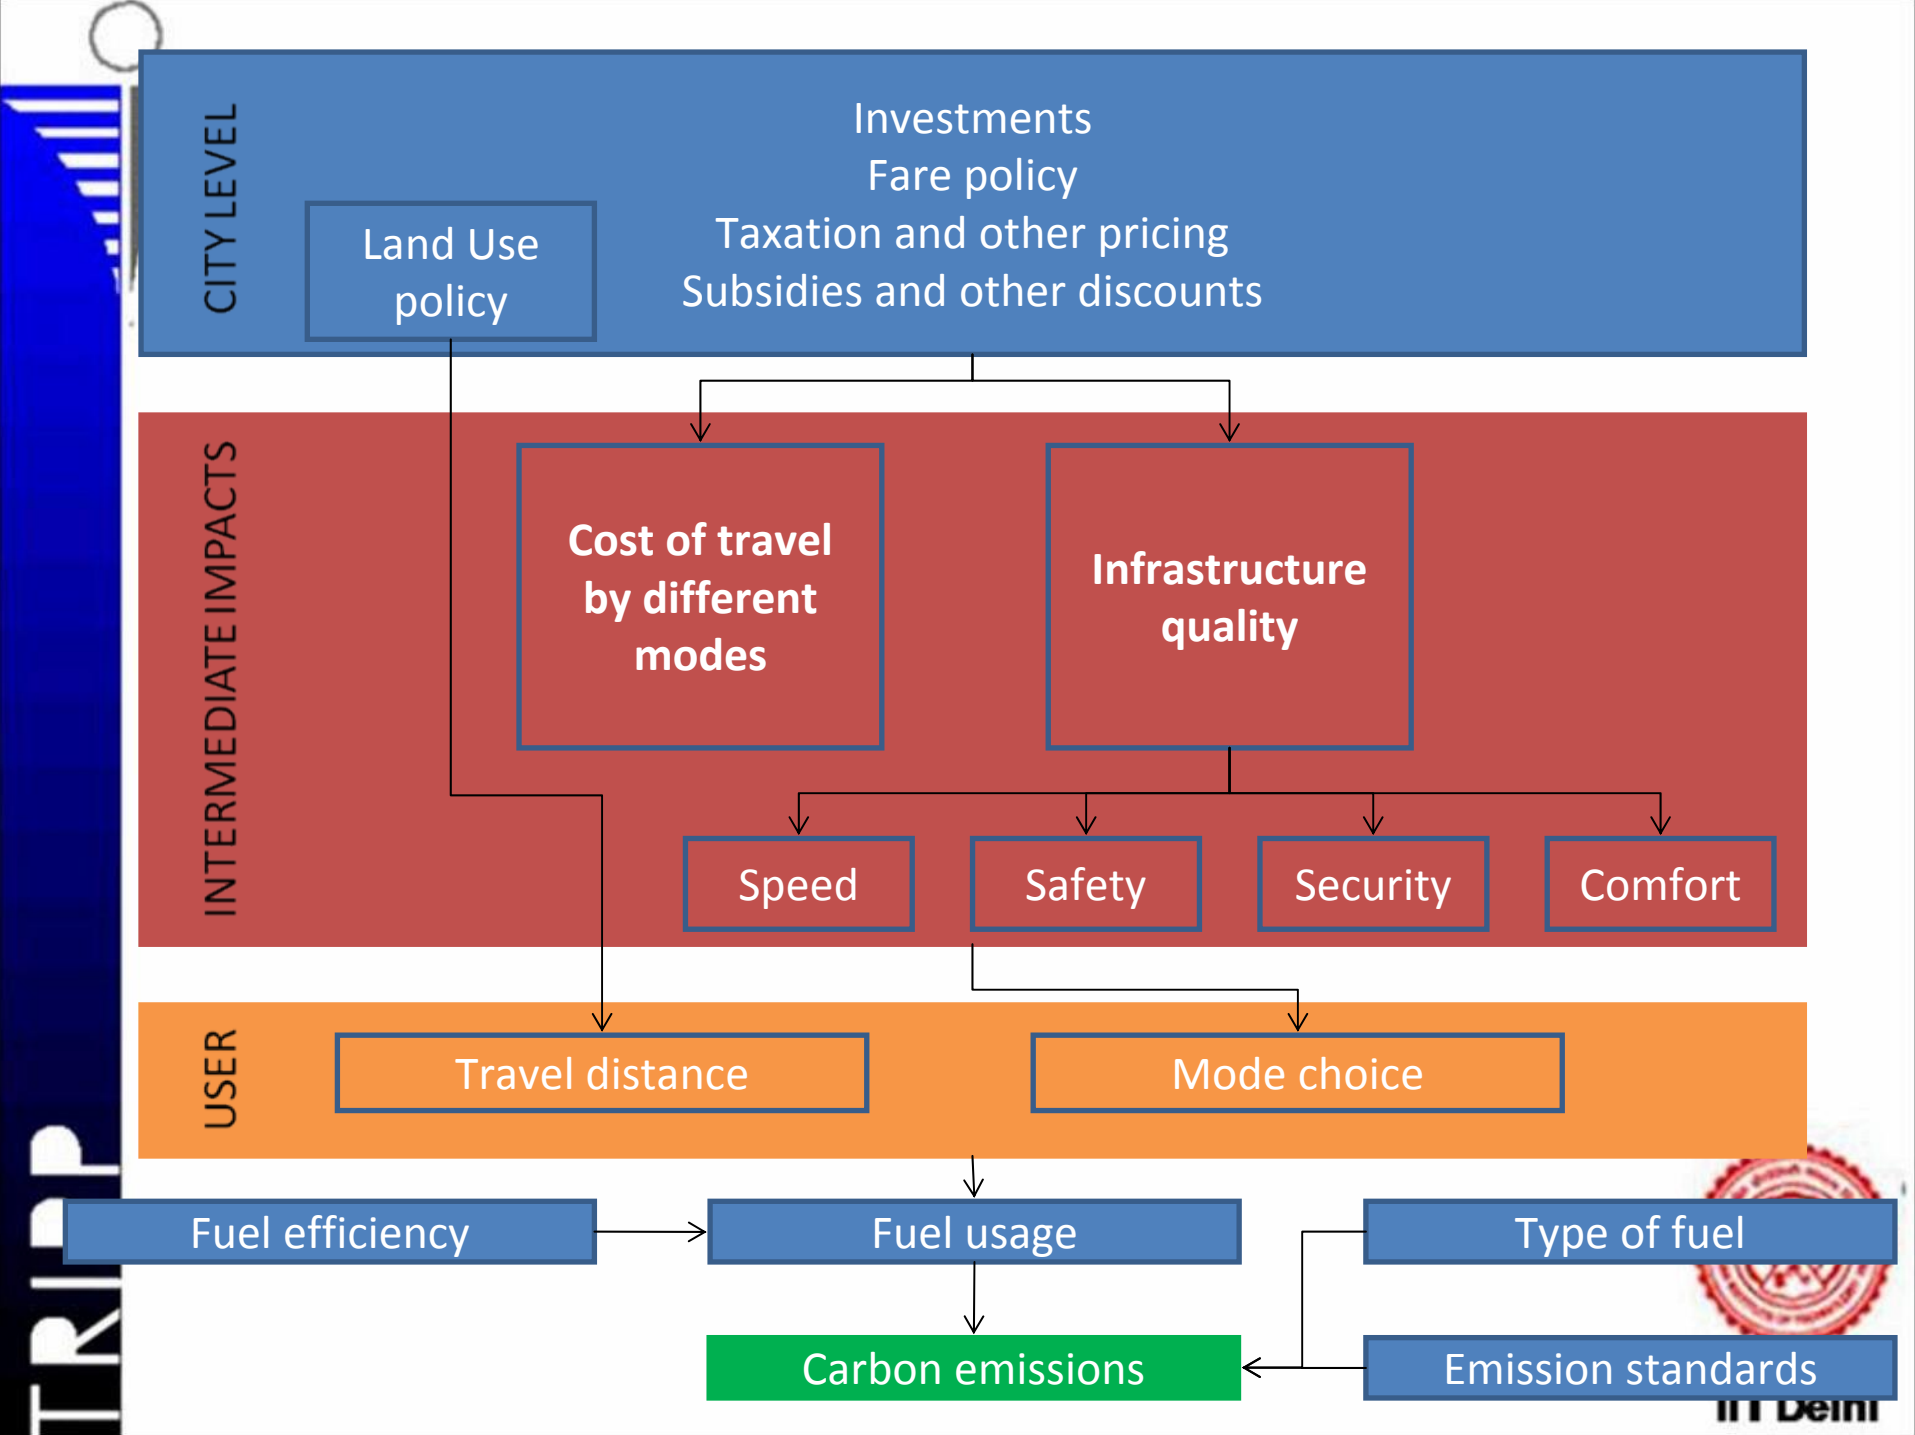 CITY LEVEL
Investments
Fare policy
Taxation and other pricing
Subsidies and other discounts
Land Use
policy
INTERMEDIATE IMPACTS
Cost of travel
by different
modes
Infrastructure
quality
Speed
Safety
Security
Comfort
USER
Travel distance
Mode choice
Fuel efficiency
Fuel usage
Type of fuel
Carbon emissions
Emission standards
IIT Delhi
TRIPP